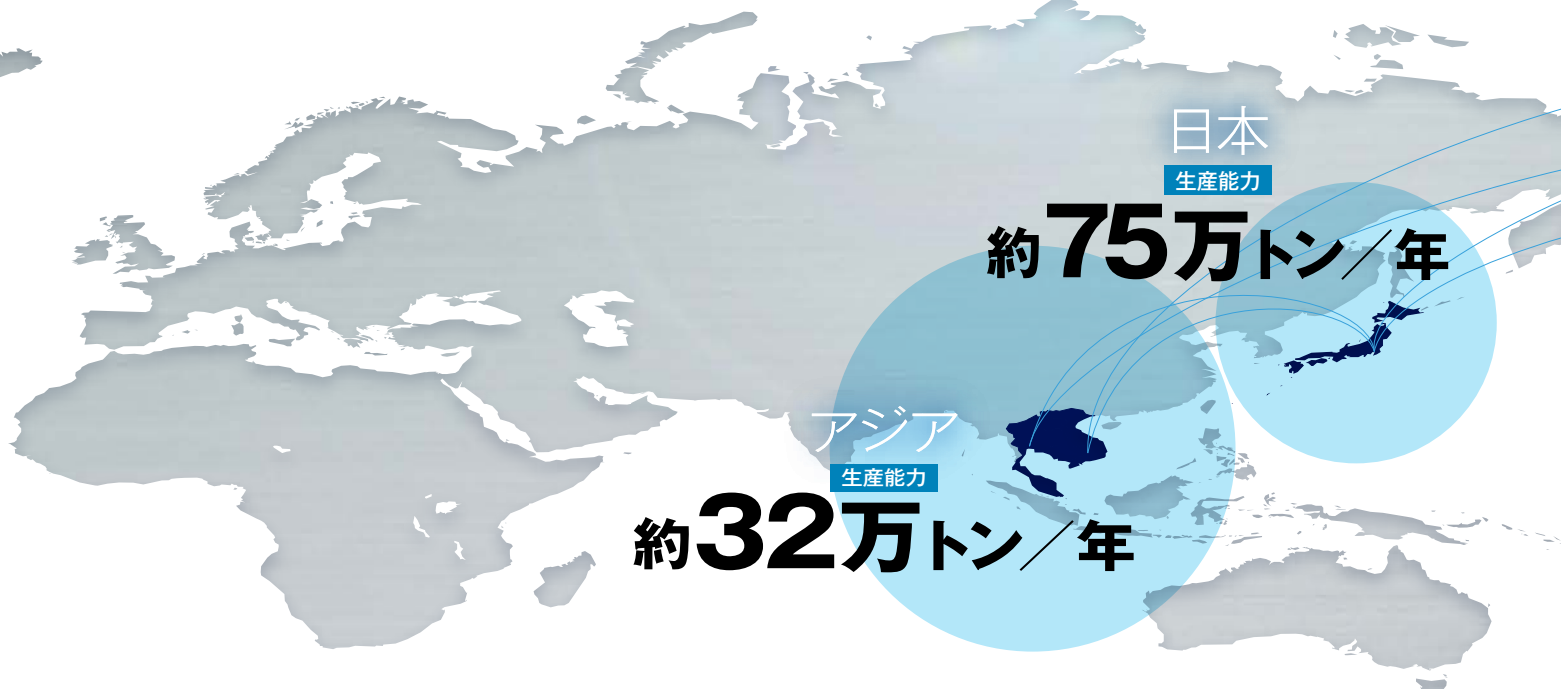 日本
生産能力
約75万トン／年
アジア
生産能力
約32万トン／年